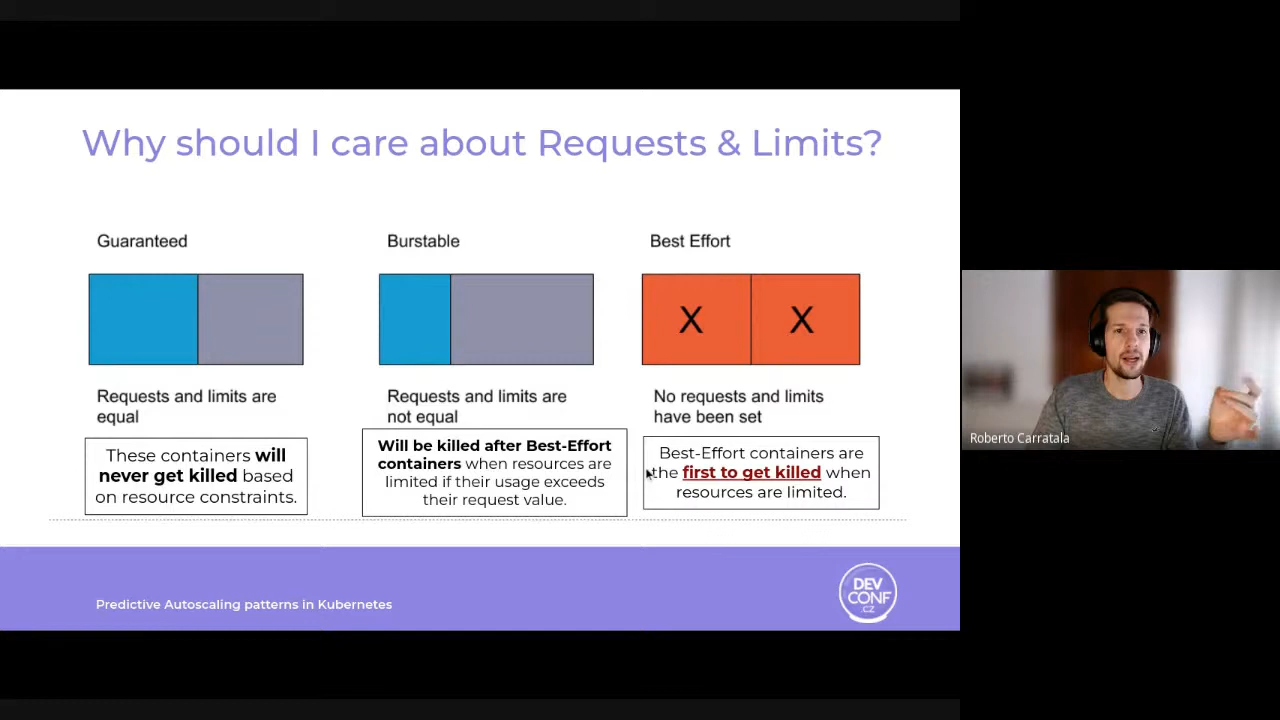 Why should I care about Requests & Limits?
Guaranteed
Requests and limits are
equal
These containers will
never get killed based
on resource constraints.
Burstable
Requests and limits are
not equal
Will be killed after Best-Effort
containers when resources are
limited if their usage exceeds
their request value.
Best Effort
X X
No requests and limits
have been set
Best-Effort containers are
the first to get killed when
resources are limited.
Predictive Autoscaling patterns in Kubernetes
DEV
CONF
.CZ
Roberto Carratala